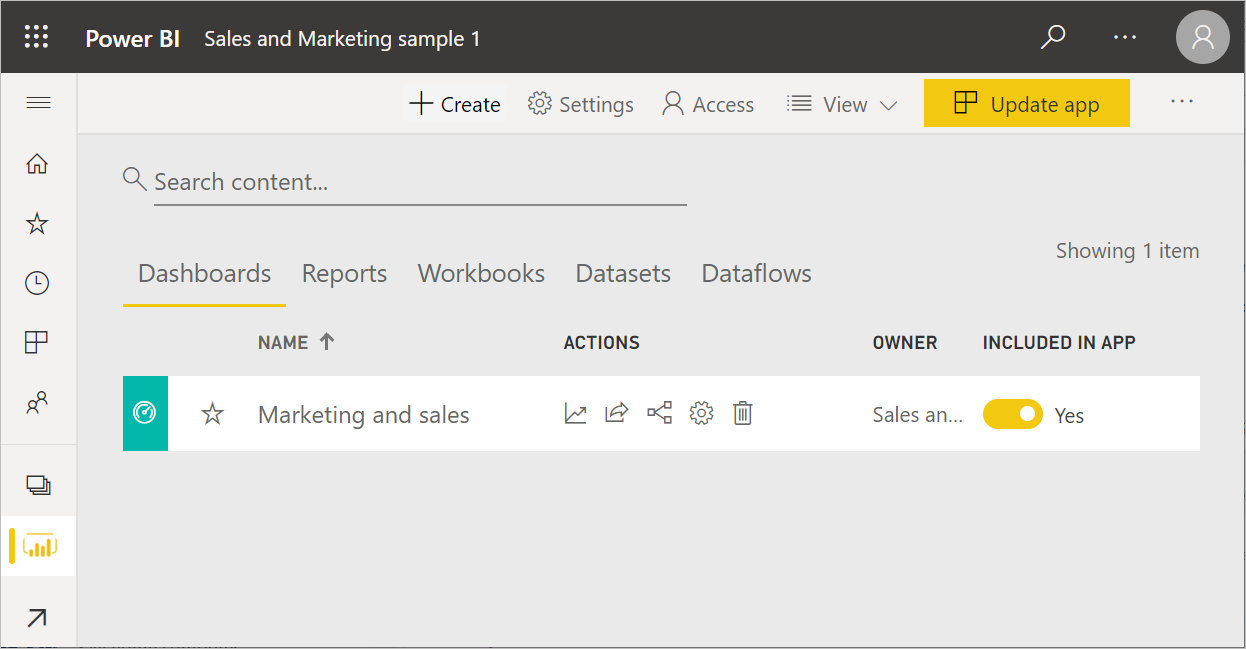 Power BI Sales and Marketing sample 1
Create Settings Access View Update app
Search content...
Showing 1 item
Dashboards Reports Workbooks Datasets Dataflows
NAME ACTIONS OWNER INCLUDED IN APP
Marketing and sales Sales an... Yes